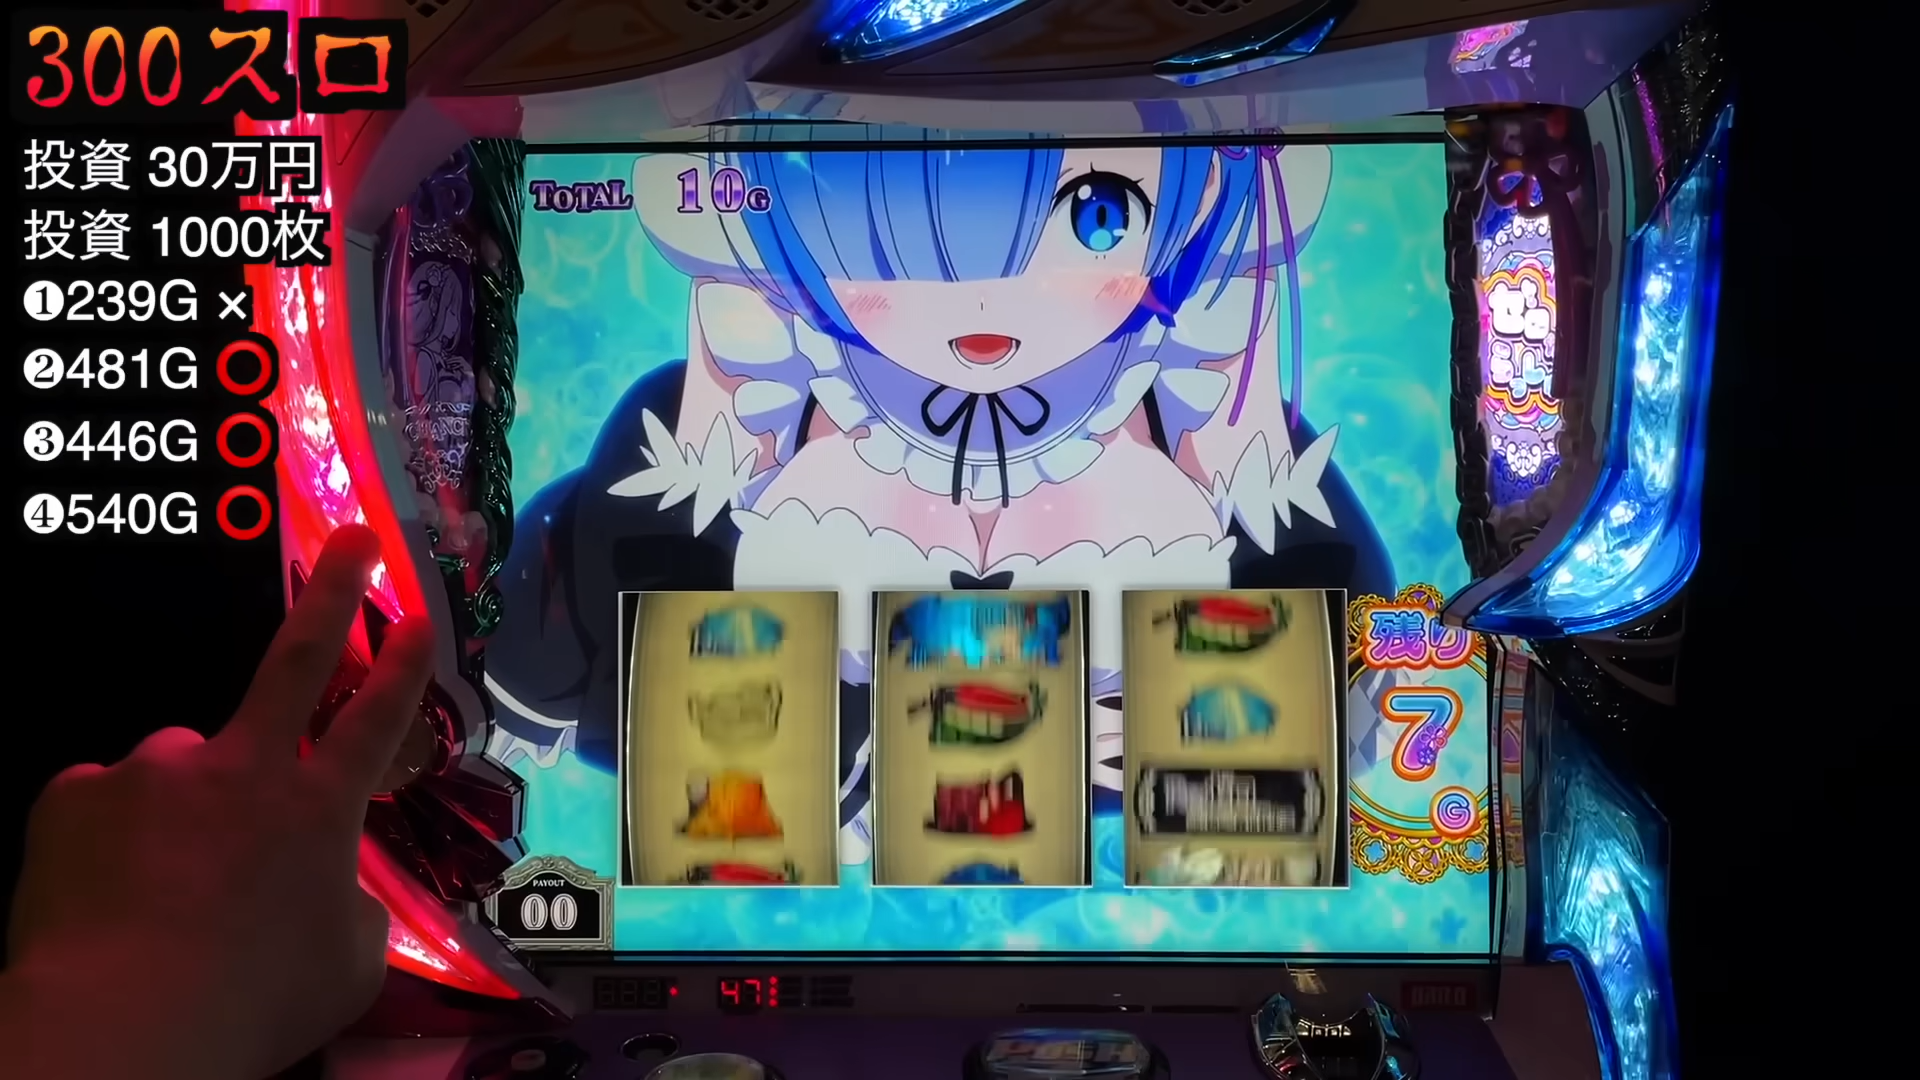 300スロ
投資 30万円
投資 1000枚
❶239G ×
❷481G ○
❸446G ○
❹540G ○
TOTAL 10G
残り
7
G
PAYOUT
00
47
PUSH